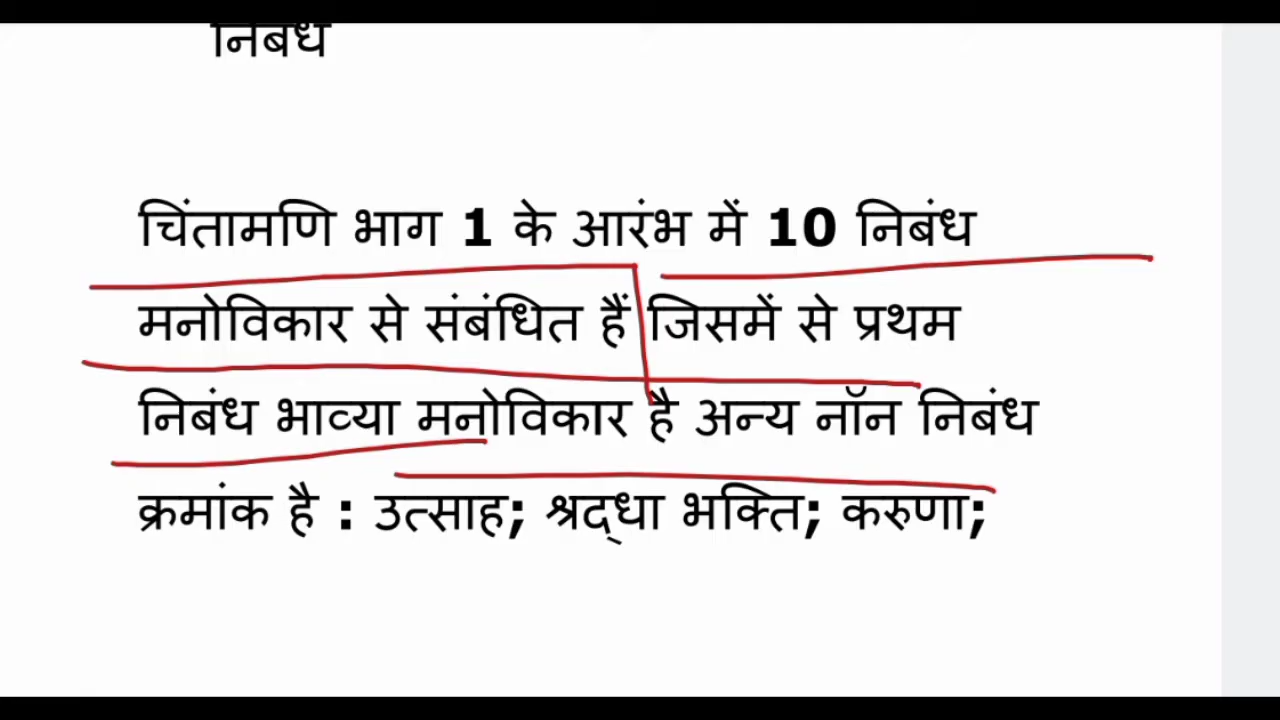 निबंध
चिंतामणि भाग 1 के आरंभ में 10 निबंध
मनोविकार से संबंधित हैं जिसमें से प्रथम
निबंध भाव्या मनोविकार है अन्य नॉन निबंध
क्रमांक है : उत्साह; श्रद्धा भक्ति; करुणा;